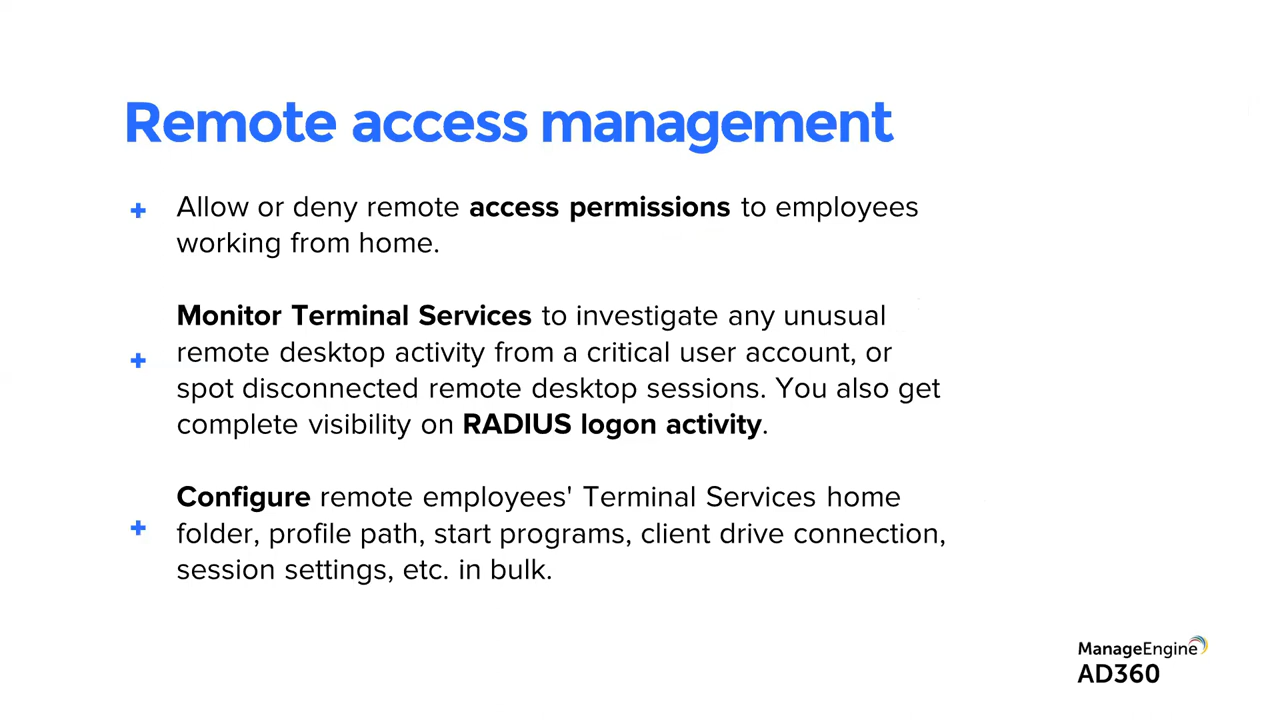 Remote access management
+ Allow or deny remote access permissions to employees
working from home.
Monitor Terminal Services to investigate any unusual
+ remote desktop activity from a critical user account, or
spot disconnected remote desktop sessions. You also get
complete visibility on RADIUS logon activity.
Configure remote employees' Terminal Services home
+ folder, profile path, start programs, client drive connection,
session settings, etc. in bulk.
ManageEngine
AD360